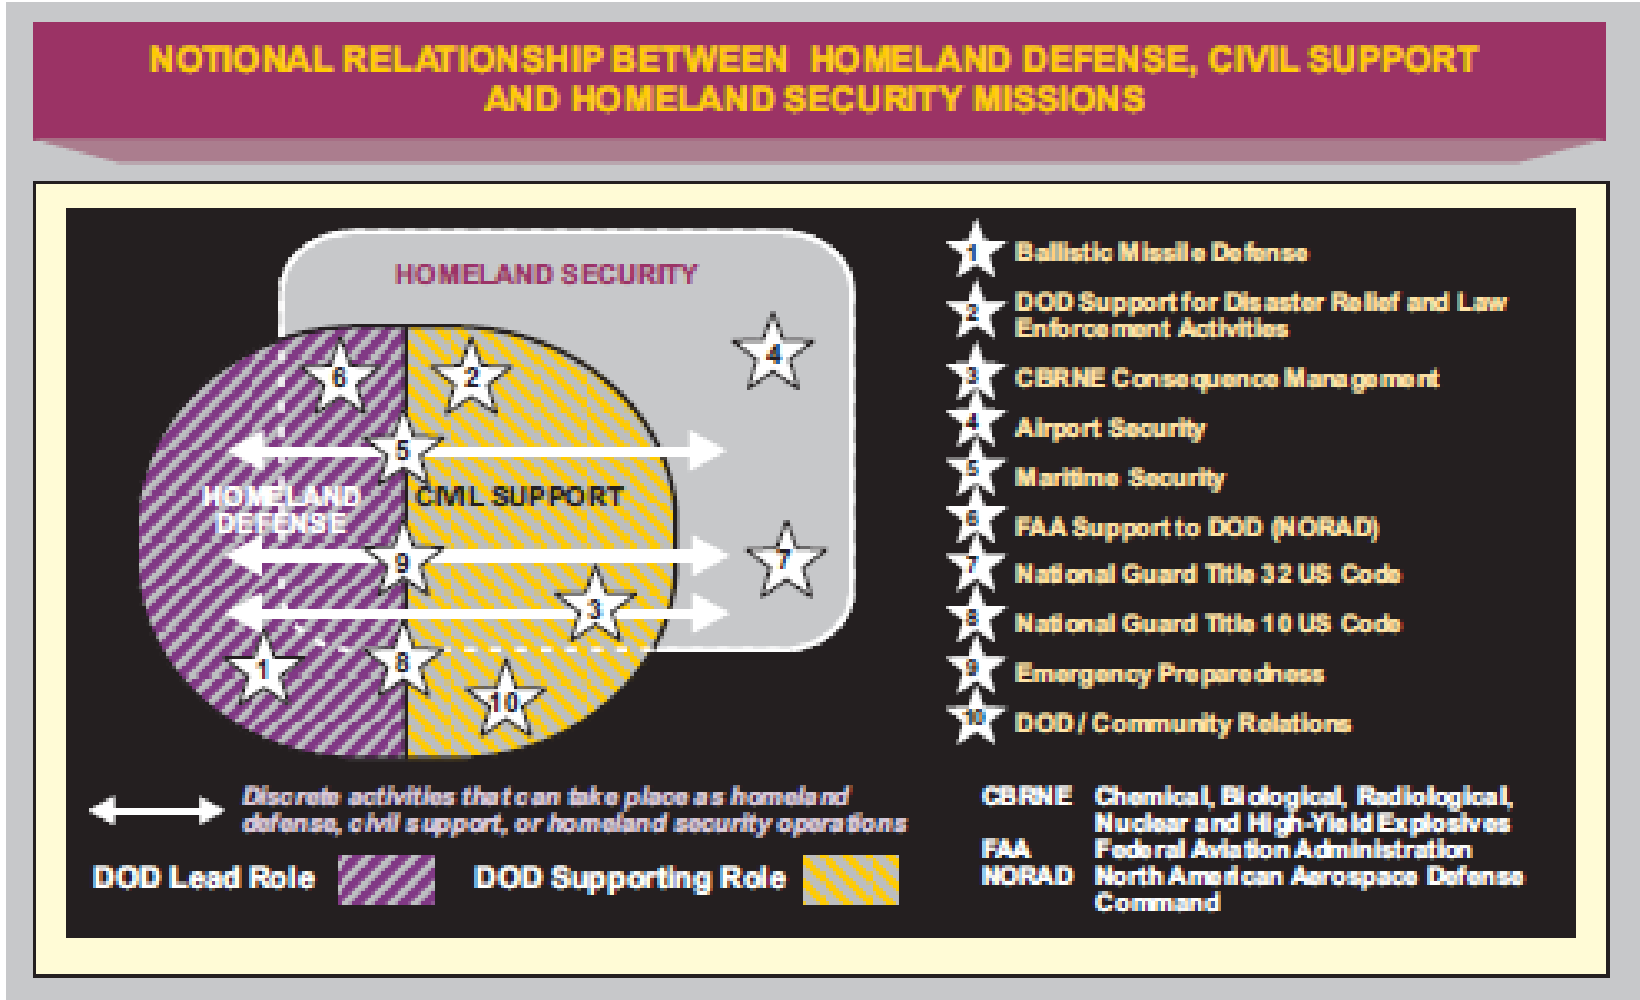 NOTIONAL RELATIONSHIP BETWEEN HOMELAND DEFENSE, CIVIL SUPPORT
AND HOMELAND SECURITY MISSIONS
HOMELAND SECURITY
6
2
4
5
HOMELAND
DEFENSE
CIVIL SUPPORT
9
7
3
1
8
10
1 Ballistic Missile Defense
2 DOD Support for Disaster Relief and Law
Enforcement Activities
3 CBRNE Consequence Management
4 Airport Security
5 Maritime Security
6 FAA Support to DOD (NORAD)
7 National Guard Title 32 US Code
8 National Guard Title 10 US Code
9 Emergency Preparedness
10 DOD / Community Relations
Discrete activities that can take place as homeland
defense, civil support, or homeland security operations
DOD Lead Role
DOD Supporting Role
CBRNE Chemical, Biological, Radiological,
Nuclear and High-Yield Explosives
FAA Federal Aviation Administration
NORAD North American Aerospace Defense
Command